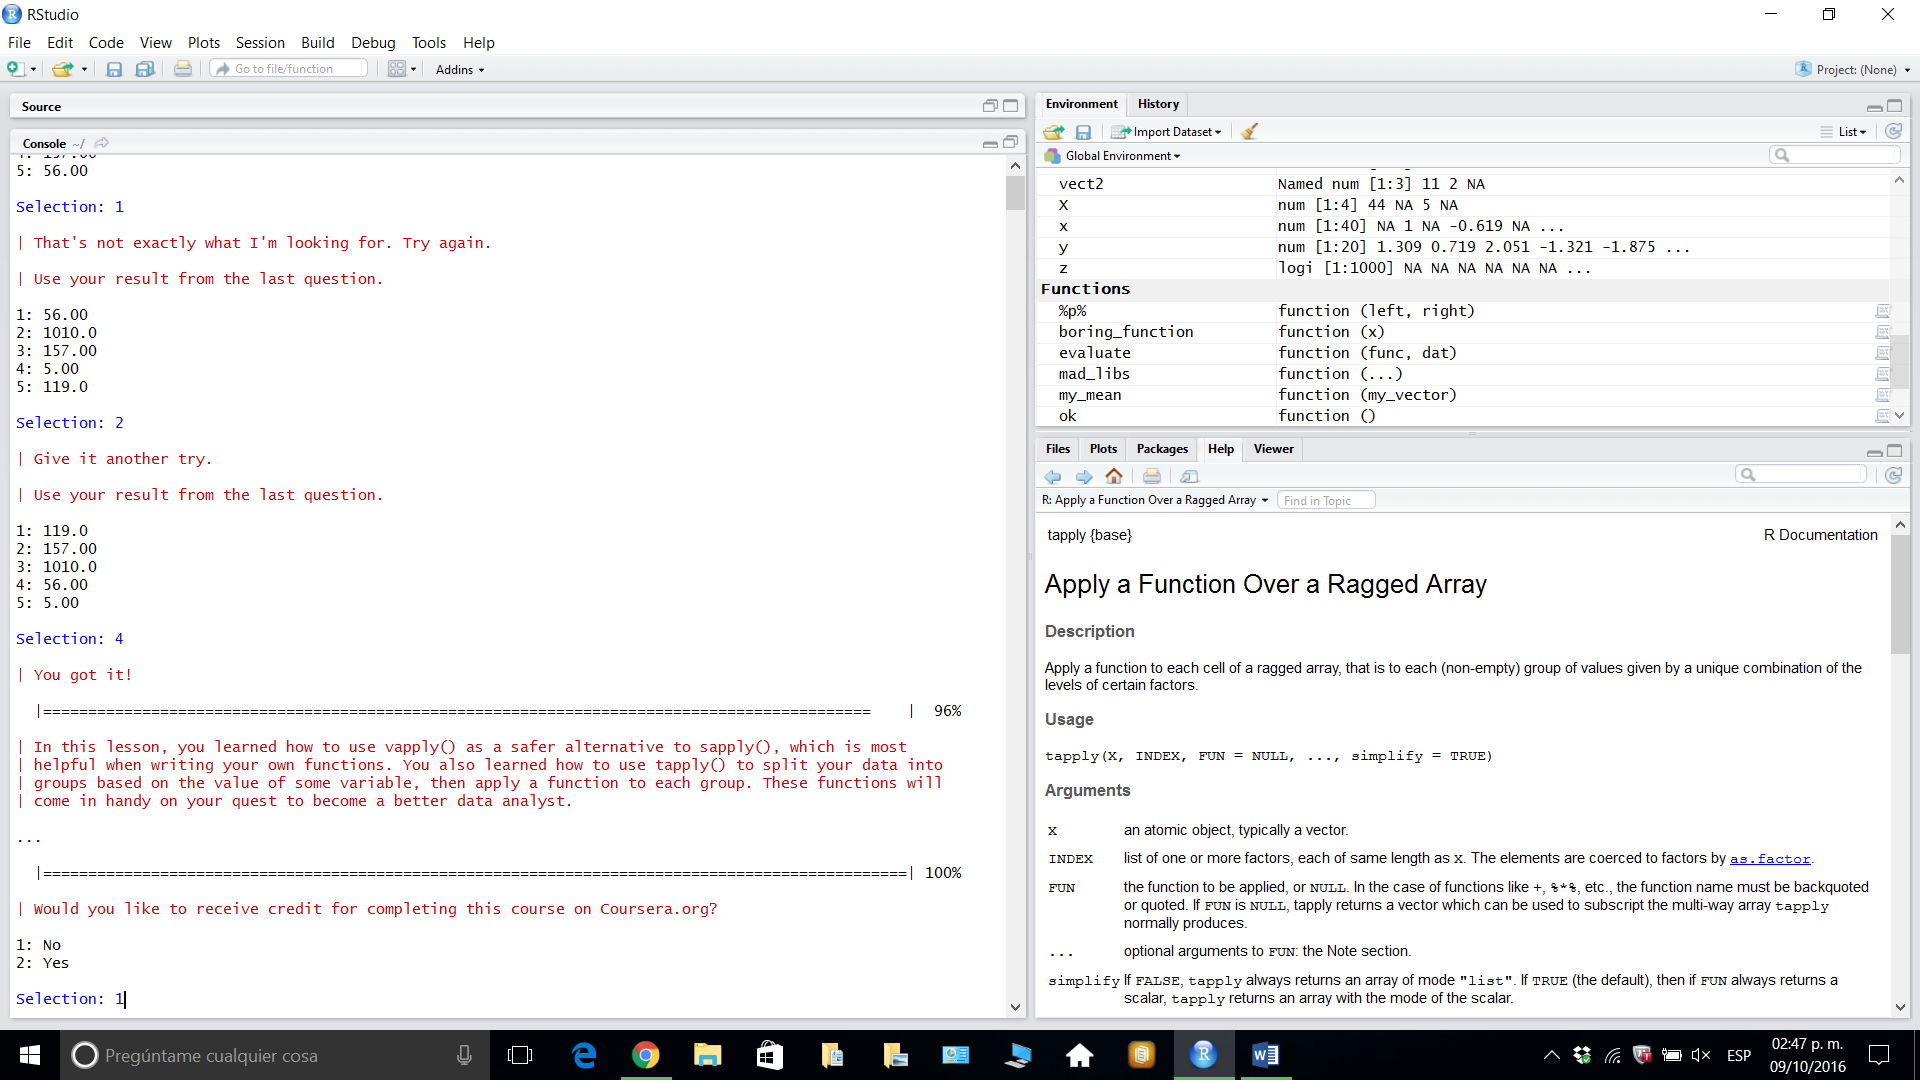 RStudio
File Edit Code View Plots Session Build Debug Tools Help
Go to file/function Addins Project: (None)
Source
Console ~/
5: 56.00
Selection: 1
| That's not exactly what I'm looking for. Try again.
| Use your result from the last question.
1: 56.00
2: 1010.0
3: 157.00
4: 5.00
5: 119.0
Selection: 2
| Give it another try.
| Use your result from the last question.
1: 119.0
2: 157.00
3: 1010.0
4: 56.00
5: 5.00
Selection: 4
| You got it!
|============================================================================================    |  96%
| In this lesson, you learned how to use vapply() as a safer alternative to sapply(), which is most
| helpful when writing your own functions. You also learned how to use tapply() to split your data into
| groups based on the value of some variable, then apply a function to each group. These functions will
| come in handy on your quest to become a better data analyst.
...
|================================================================================================| 100%
| Would you like to receive credit for completing this course on Coursera.org?
1: No
2: Yes
Selection: 1
Environment History
Import Dataset List
Global Environment
vect2 Named num [1:3] 11 2 NA
X num [1:4] 44 NA 5 NA
x num [1:40] NA 1 NA -0.619 NA ...
y num [1:20] 1.309 0.719 2.051 -1.321 -1.875 ...
z logi [1:1000] NA NA NA NA NA NA ...
Functions
%p% function (left, right)
boring_function function (x)
evaluate function (func, dat)
mad_libs function (...)
my_mean function (my_vector)
ok function ()
Files Plots Packages Help Viewer
R: Apply a Function Over a Ragged Array Find in Topic
tapply {base} R Documentation
Apply a Function Over a Ragged Array
Description
Apply a function to each cell of a ragged array, that is to each (non-empty) group of values given by a unique combination of the
levels of certain factors.
Usage
tapply(X, INDEX, FUN = NULL, ..., simplify = TRUE)
Arguments
X an atomic object, typically a vector.
INDEX list of one or more factors, each of same length as X. The elements are coerced to factors by as.factor.
FUN the function to be applied, or NULL. In the case of functions like +, %*%, etc., the function name must be backquoted
or quoted. If FUN is NULL, tapply returns a vector which can be used to subscript the multi-way array tapply
normally produces.
... optional arguments to FUN: the Note section.
simplify If FALSE, tapply always returns an array of mode "list". If TRUE (the default), then if FUN always returns a
scalar, tapply returns an array with the mode of the scalar.
Pregúntame cualquier cosa
ESP
02:47 p. m.
09/10/2016